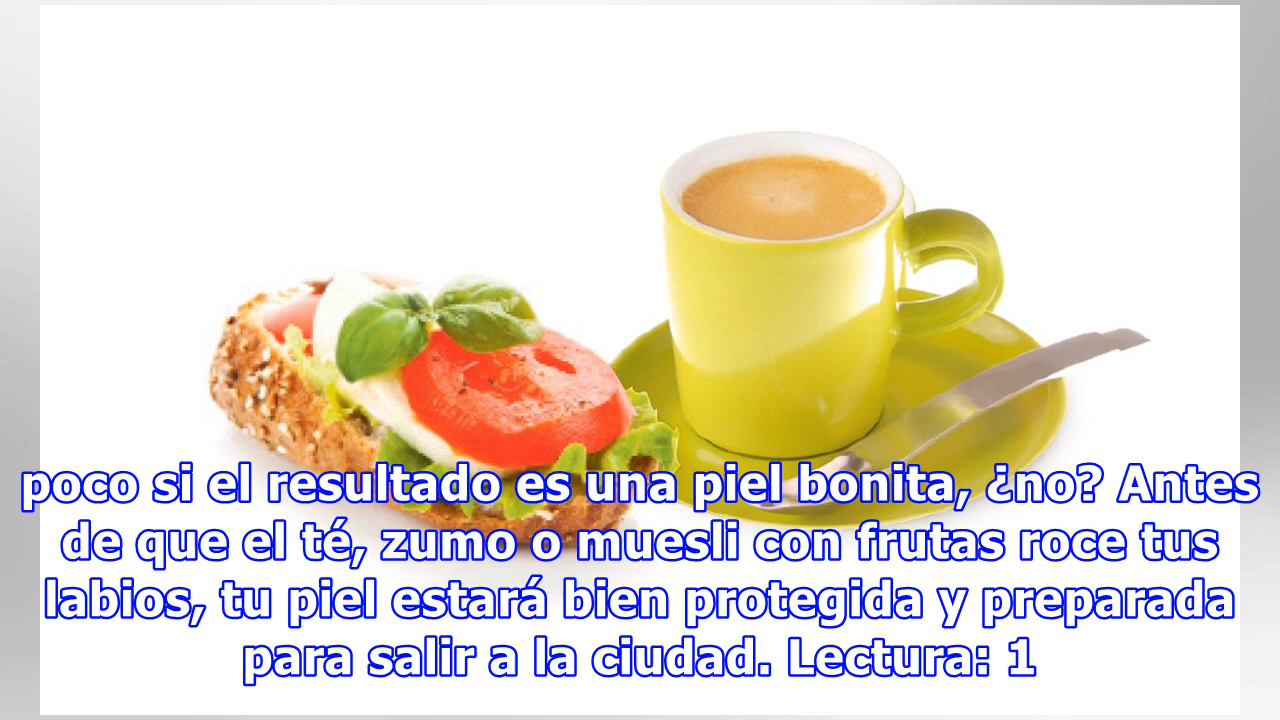 poco si el resultado es una piel bonita, ¿no? Antes
de que el té, zumo o muesli con frutas roce tus
labios, tu piel estará bien protegida y preparada
para salir a la ciudad. Lectura: 1